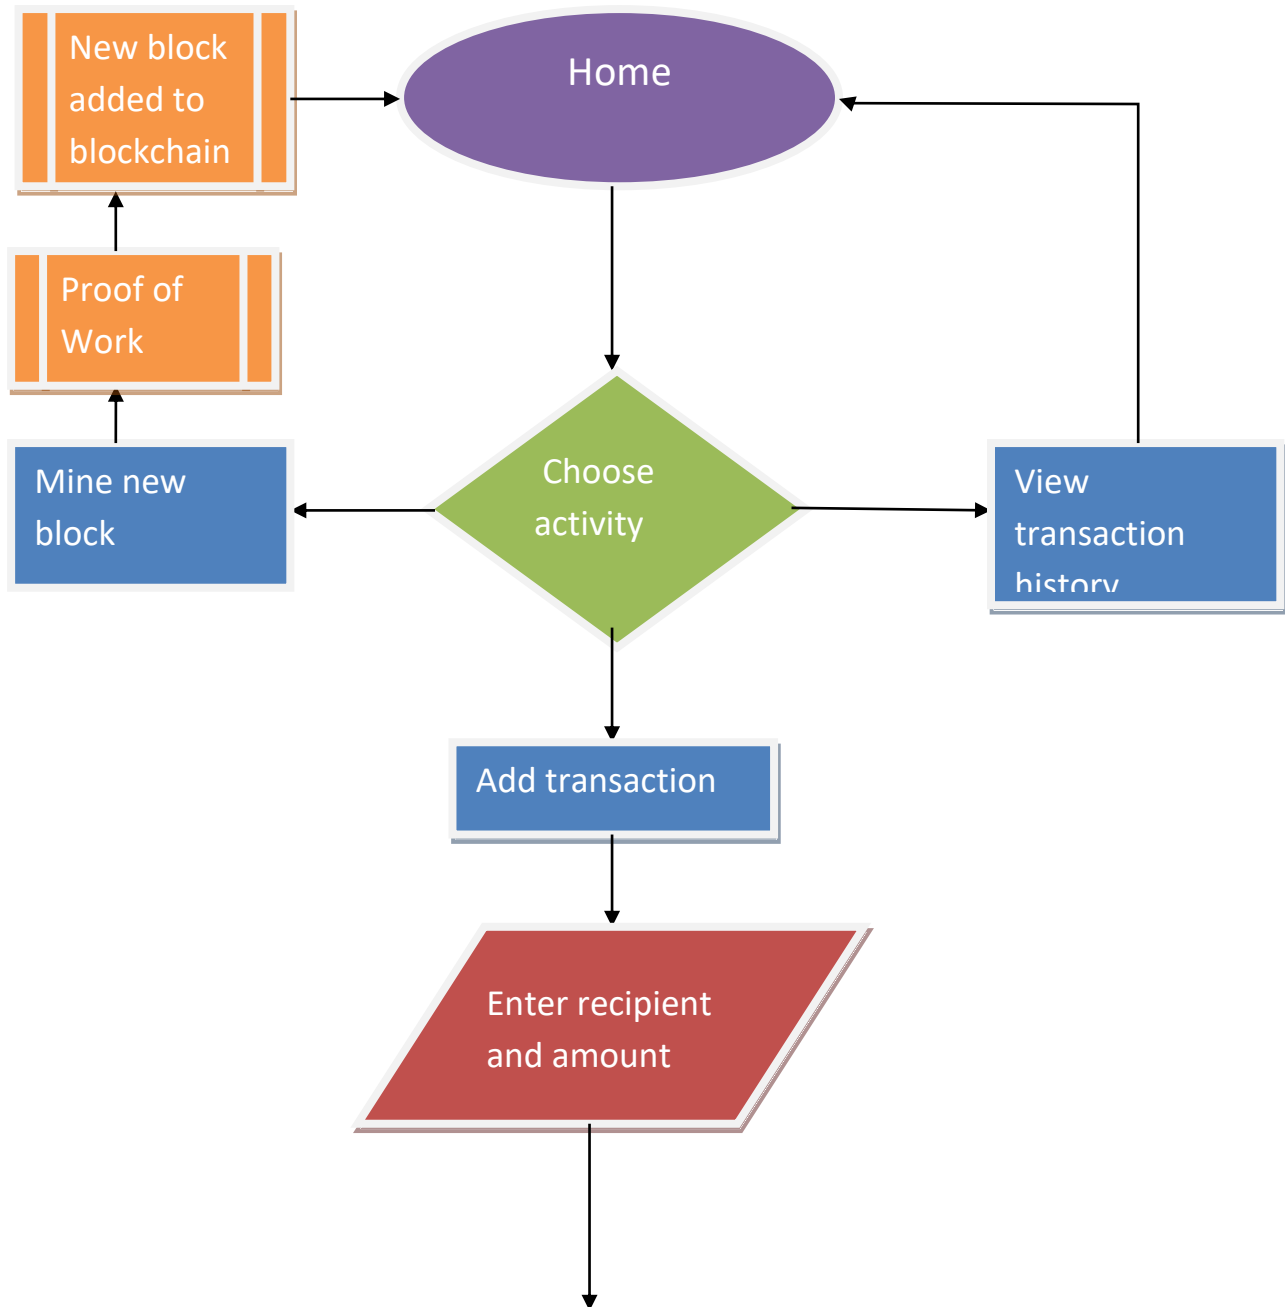 New block
added to
blockchain
Home
Proof of
Work
Mine new
block
Choose
activity
View
transaction
history
Add transaction
Enter recipient
and amount